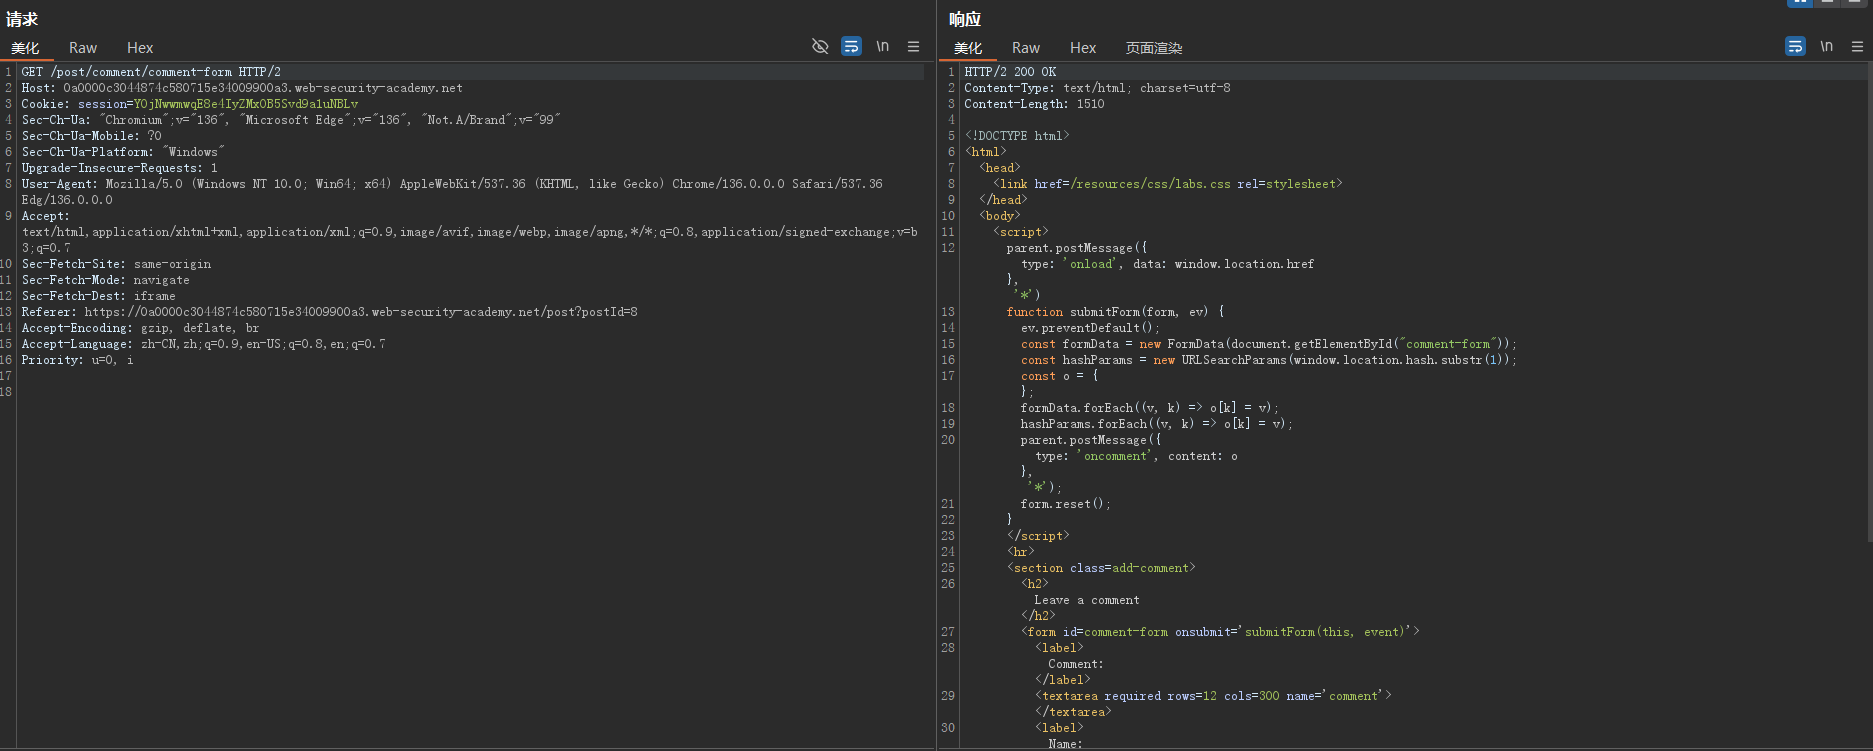 请求
美化 Raw Hex
\n
1 GET /post/comment/comment-form HTTP/2
2 Host: 0a0000c3044874c580715e34009900a3.web-security-academy.net
3 Cookie: session=YOjNwwmwqE8e4IyZMxOB5Svd9a1uNBLv
4 Sec-Ch-Ua: "Chromium";v="136", "Microsoft Edge";v="136", "Not.A/Brand";v="99"
5 Sec-Ch-Ua-Mobile: ?0
6 Sec-Ch-Ua-Platform: "Windows"
7 Upgrade-Insecure-Requests: 1
8 User-Agent: Mozilla/5.0 (Windows NT 10.0; Win64; x64) AppleWebKit/537.36 (KHTML, like Gecko) Chrome/136.0.0.0 Safari/537.36
Edg/136.0.0.0
9 Accept:
text/html,application/xhtml+xml,application/xml;q=0.9,image/avif,image/webp,image/apng,*/*;q=0.8,application/signed-exchange;v=b
3;q=0.7
10 Sec-Fetch-Site: same-origin
11 Sec-Fetch-Mode: navigate
12 Sec-Fetch-Dest: iframe
13 Referer: https://0a0000c3044874c580715e34009900a3.web-security-academy.net/post?postId=8
14 Accept-Encoding: gzip, deflate, br
15 Accept-Language: zh-CN,zh;q=0.9,en-US;q=0.8,en;q=0.7
16 Priority: u=0, i
17
18
响应
美化 Raw Hex 页面渲染
\n
1 HTTP/2 200 OK
2 Content-Type: text/html; charset=utf-8
3 Content-Length: 1510
4
5 <!DOCTYPE html>
6 <html>
7 <head>
8 <link href=/resources/css/labs.css rel=stylesheet>
9 </head>
10 <body>
11 <script>
12 parent.postMessage({
type: 'onload', data: window.location.href
},
'*')
13 function submitForm(form, ev) {
14 ev.preventDefault();
15 const formData = new FormData(document.getElementById("comment-form"));
16 const hashParams = new URLSearchParams(window.location.hash.substr(1));
17 const o = {
};
18 formData.forEach((v, k) => o[k] = v);
19 hashParams.forEach((v, k) => o[k] = v);
20 parent.postMessage({
type: 'oncomment', content: o
},
'*');
21 form.reset();
22 }
23 </script>
24 <hr>
25 <section class=add-comment>
26 <h2>
Leave a comment
</h2>
27 <form id=comment-form onsubmit='submitForm(this, event)'>
28 <label>
Comment:
</label>
29 <textarea required rows=12 cols=300 name='comment'>
</textarea>
30 <label>
Name: